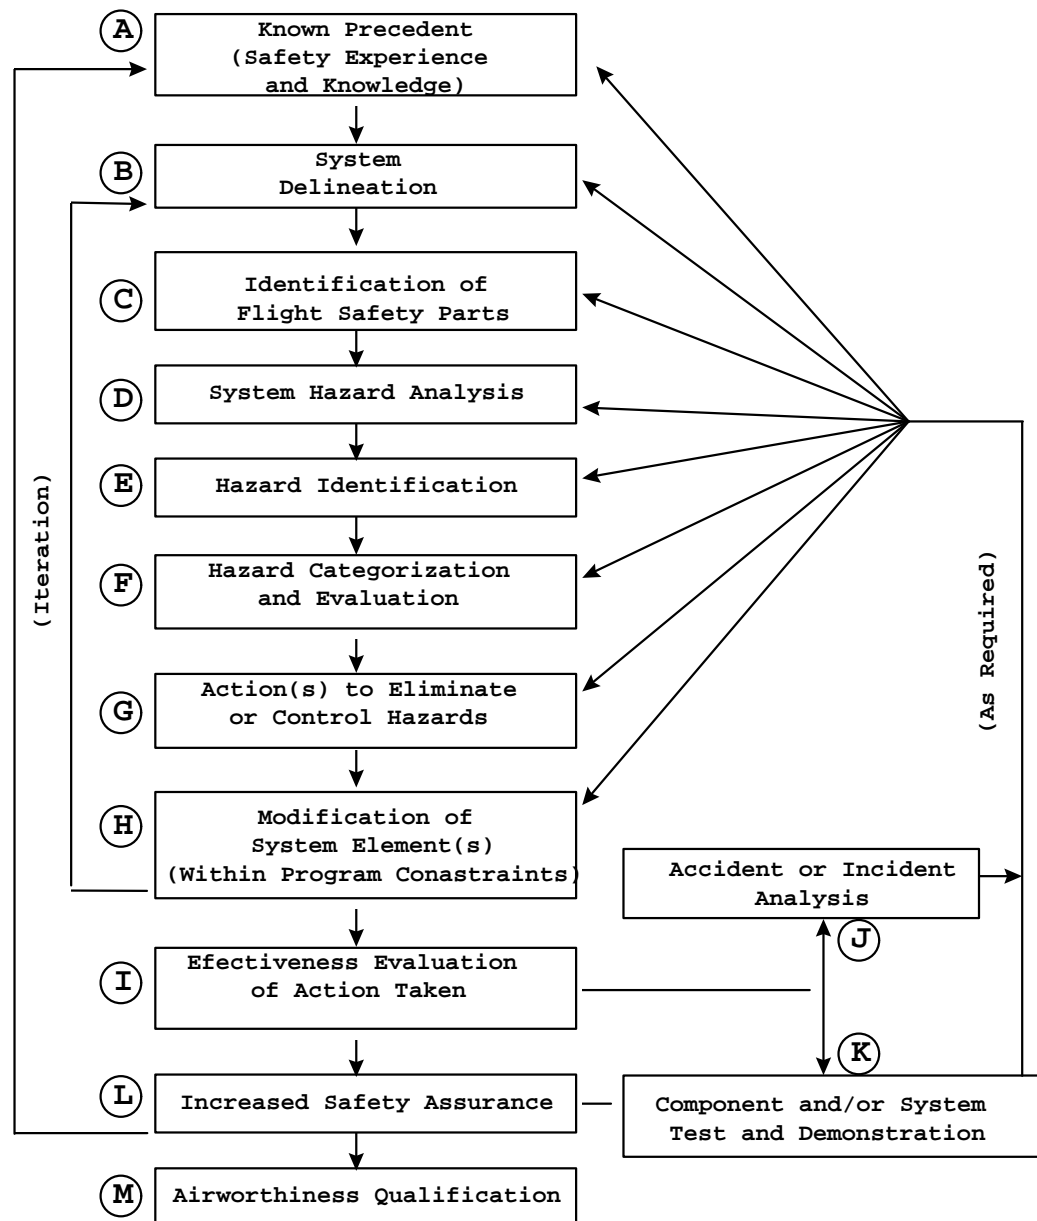 A
Known Precedent
(Safety Experience
and Knowledge)
B
System
Delineation
C
Identification of
Flight Safety Parts
D
System Hazard Analysis
E
Hazard Identification
F
Hazard Categorization
and Evaluation
G
Action(s) to Eliminate
or Control Hazards
H
Modification of
System Element(s)
(Within Program Conastraints)
I
Efectiveness Evaluation
of Action Taken
L
Increased Safety Assurance
M
Airworthiness Qualification
(Iteration)
Accident or Incident
Analysis
J
K
Component and/or System
Test and Demonstration
(As Required)